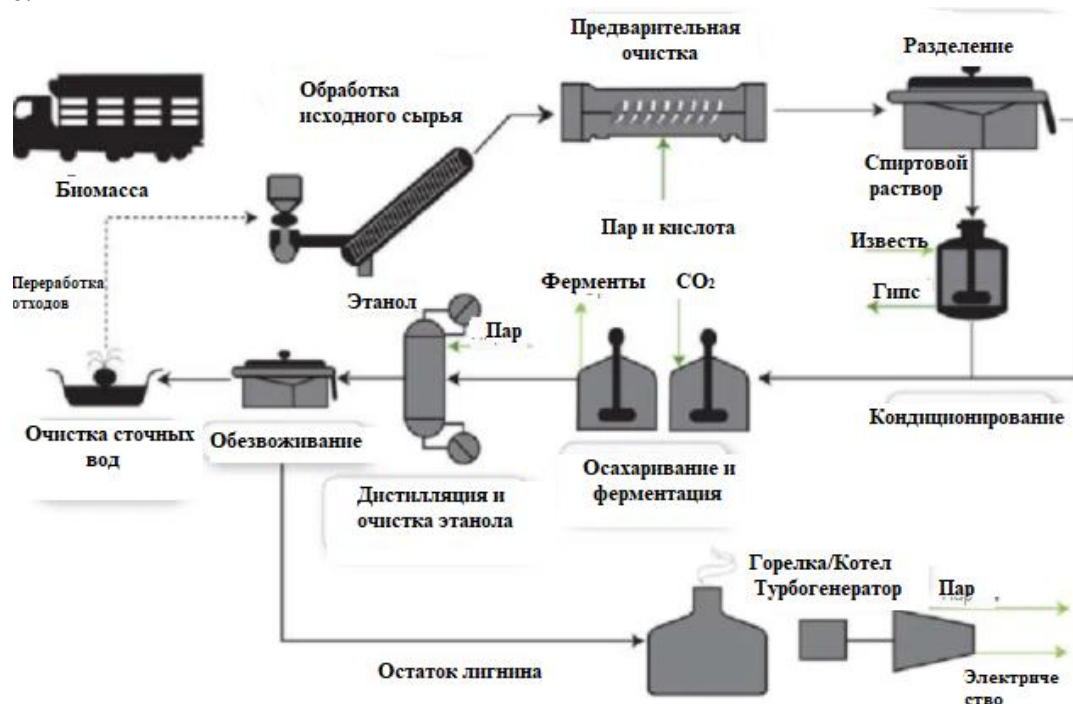 Предварительная
очистка
Разделение
Обработка
исходного сырья
Биомасса
Спиртовой
раствор
Пар и кислота
Известь
Гипс
Переработка
отходов
Этанол
Ферменты
CO₂
Пар
Кондиционирование
Очистка сточных
вод
Обезвоживание
Осахаривание и
ферментация
Дистилляция и
очистка этанола
Горелка/Котел
Турбогенератор
Пар
Остаток лигнина
Электриче
ство